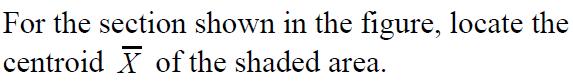 For the section shown in the figure, locate the
centroid X̅ of the shaded area.